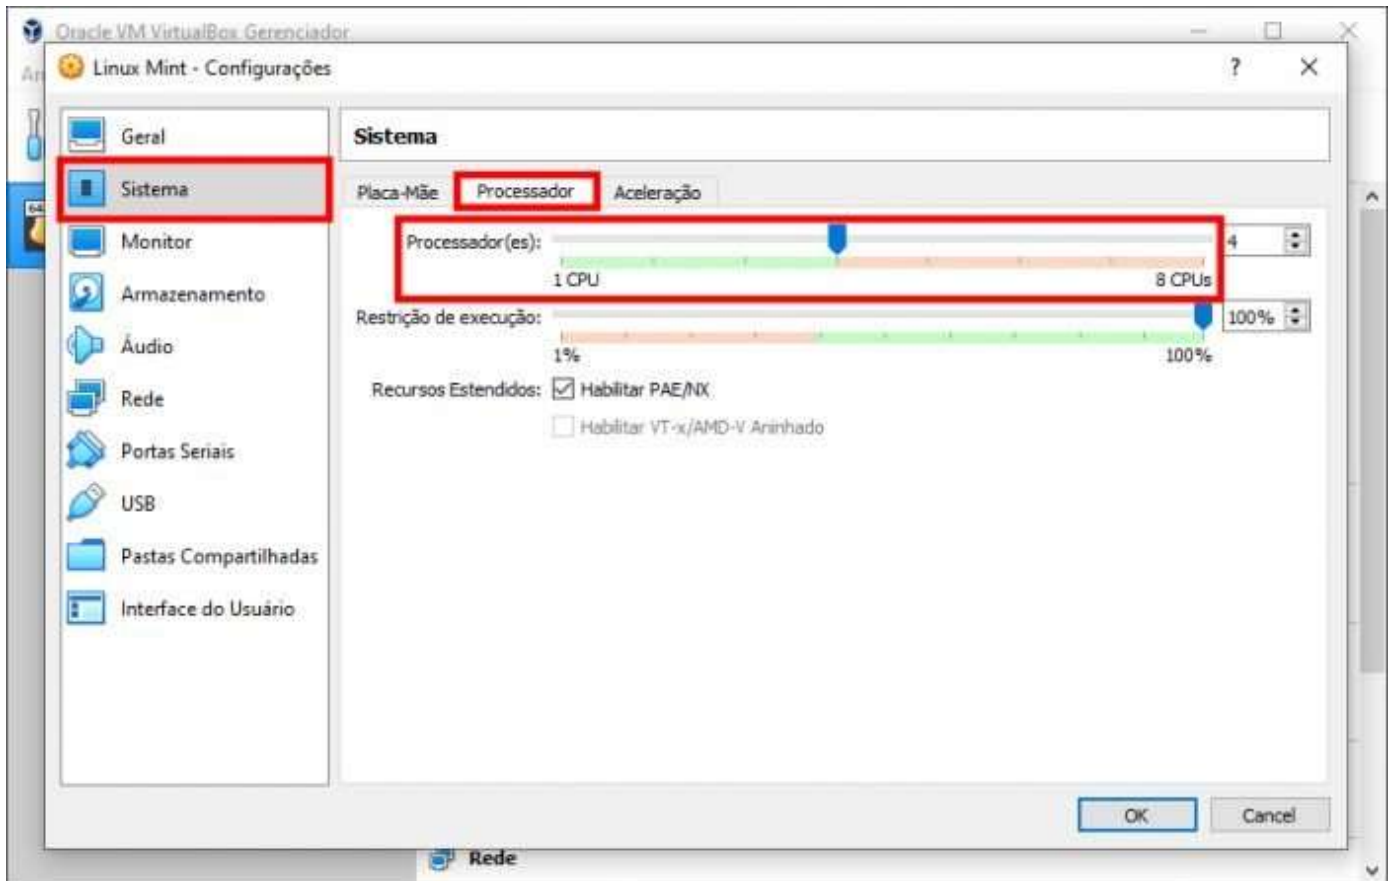 Oracle VM VirtualBox Gerenciador
Linux Mint - Configurações
?
Geral
Sistema
Monitor
Armazenamento
Áudio
Rede
Portas Seriais
USB
Pastas Compartilhadas
Interface do Usuário
Sistema
Placa-Mãe Processador Aceleração
Processador(es): 4
1 CPU 8 CPUs
Restrição de execução: 100%
1% 100%
Recursos Estendidos: Habilitar PAE/NX
Habilitar VT-x/AMD-V Aninhado
OK Cancel
Rede
64